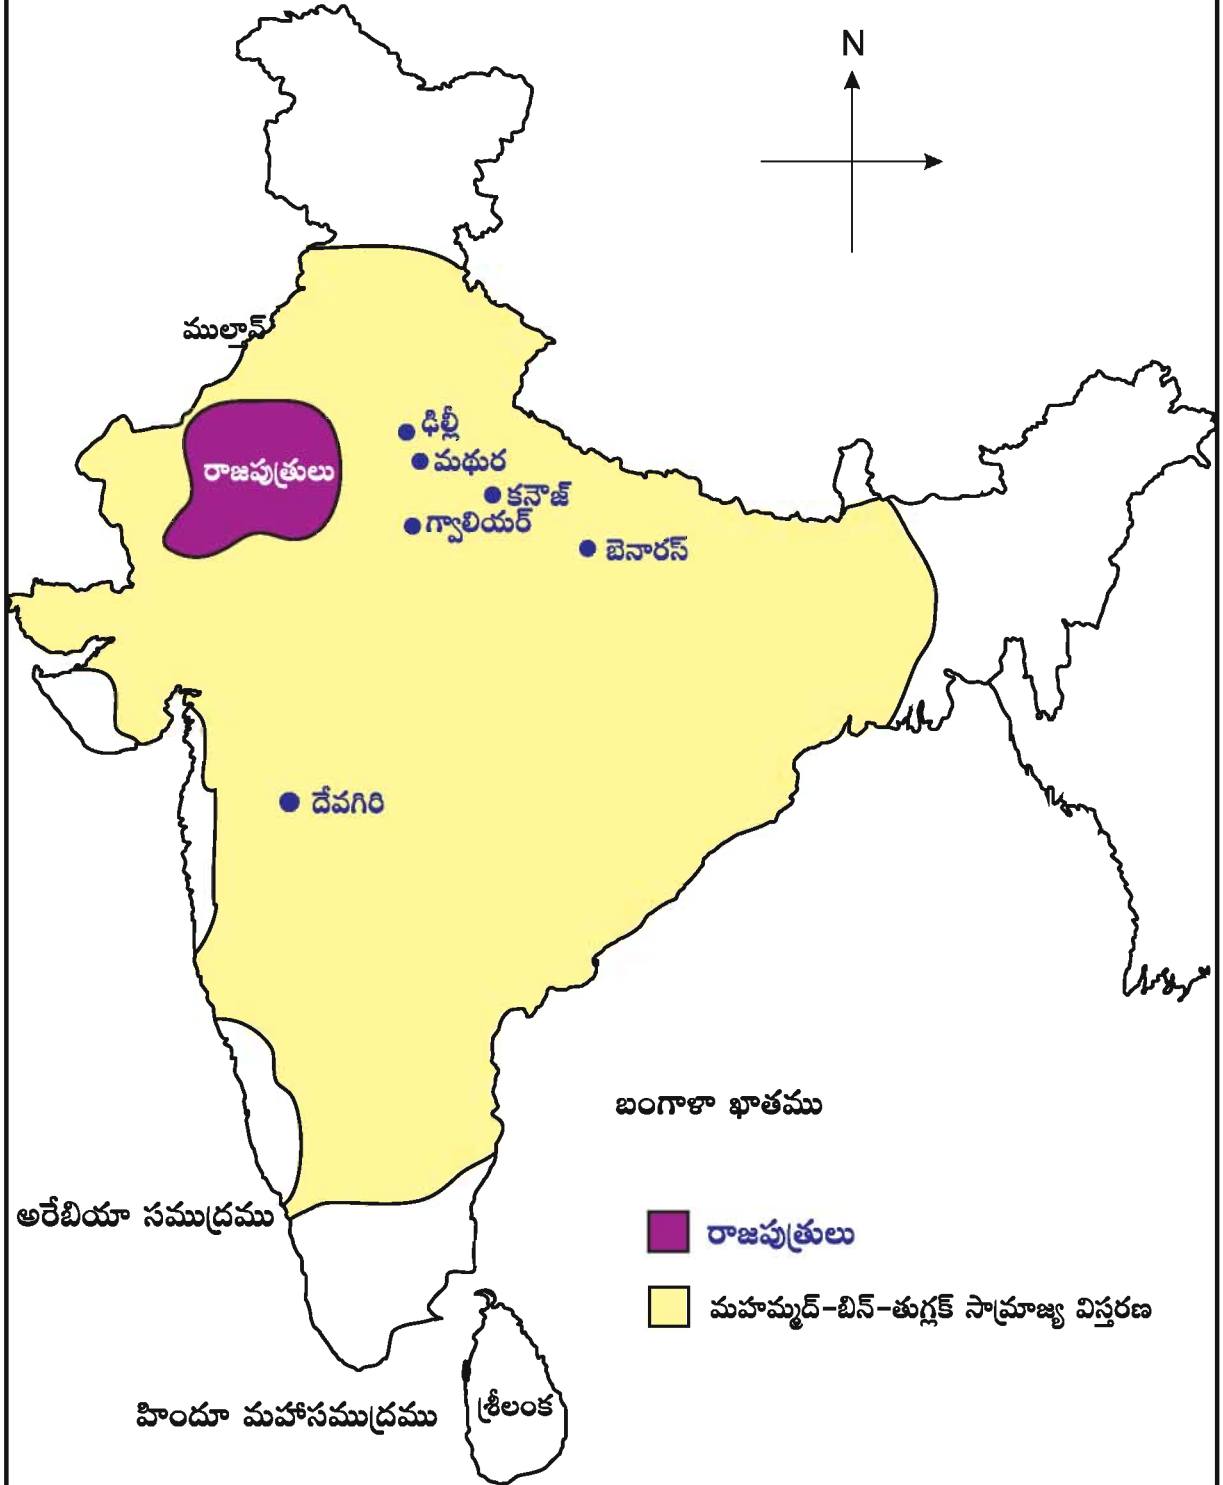 N
ముల్తాన్
ఢిల్లీ
మథుర
రాజపుత్రులు
కనౌజ్
గ్వాలియర్
బెనారస్
దేవగిరి
బంగాళా ఖాతము
అరేబియా సముద్రము
రాజపుత్రులు
మహమ్మద్-బిన్-తుగ్లక్ సామ్రాజ్య విస్తరణ
శ్రీలంక
హిందూ మహాసముద్రము